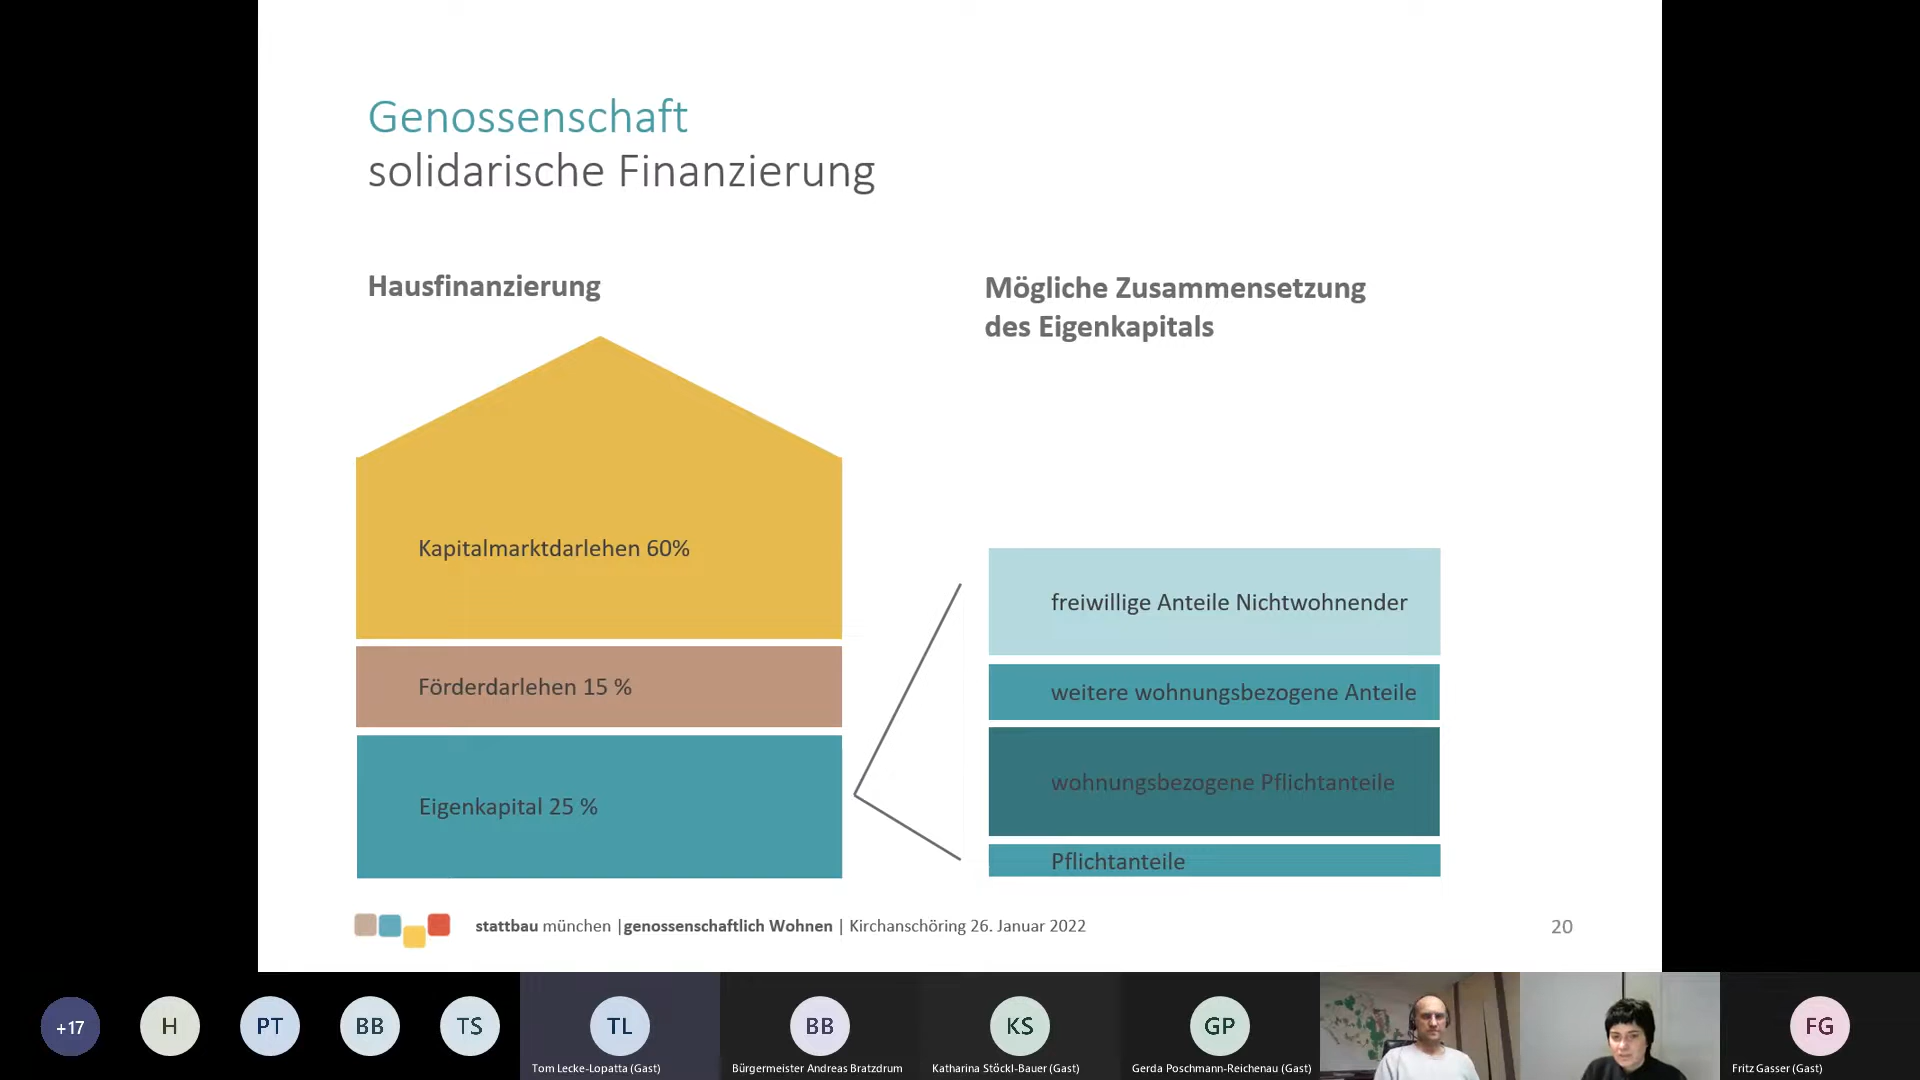 Genossenschaft
solidarische Finanzierung
Hausfinanzierung
Mögliche Zusammensetzung
des Eigenkapitals
Kapitalmarktdarlehen 60%
Förderdarlehen 15 %
Eigenkapital 25 %
freiwillige Anteile Nichtwohnender
weitere wohnungsbezogene Anteile
wohnungsbezogene Pflichtanteile
Pflichtanteile
stattbau münchen |genossenschaftlich Wohnen | Kirchanschöring 26. Januar 2022
20
+17
H
PT
BB
TS
TL
BB
KS
GP
FG
Tom Lecke-Lopatta (Gast)
Bürgermeister Andreas Bratzdrum
Katharina Stöckl-Bauer (Gast)
Gerda Poschmann-Reichenau (Gast)
Fritz Gasser (Gast)